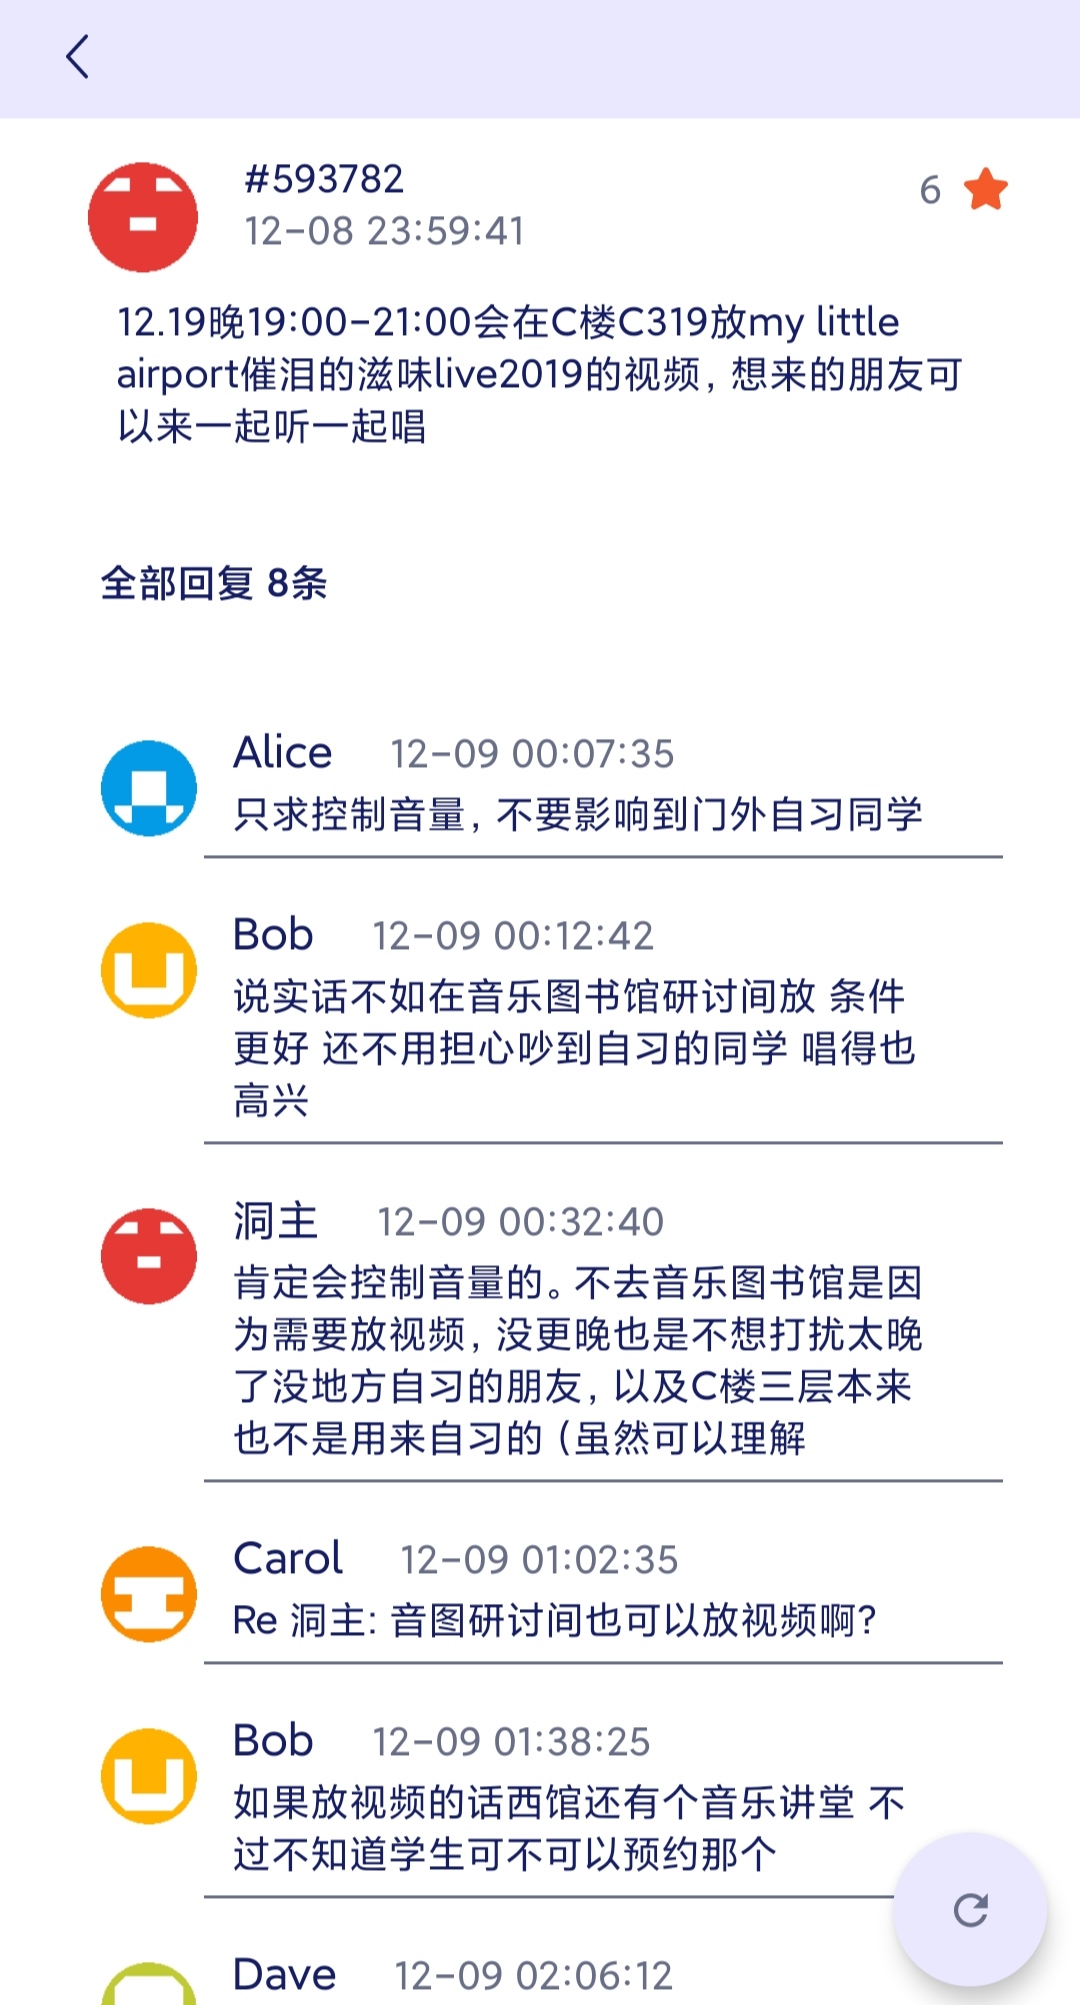 #593782
6
12-08 23:59:41
12.19晚19:00-21:00会在C楼C319放my little
airport催泪的滋味live2019的视频，想来的朋友可
以来一起听一起唱
全部回复 8条
Alice 12-09 00:07:35
只求控制音量，不要影响到门外自习同学
Bob 12-09 00:12:42
说实话不如在音乐图书馆研讨间放 条件
更好 还不用担心吵到自习的同学 唱得也
高兴
洞主 12-09 00:32:40
肯定会控制音量的。不去音乐图书馆是因
为需要放视频，没更晚也是不想打扰太晚
了没地方自习的朋友，以及C楼三层本来
也不是用来自习的（虽然可以理解
Carol 12-09 01:02:35
Re 洞主: 音图研讨间也可以放视频啊?
Bob 12-09 01:38:25
如果放视频的话西馆还有个音乐讲堂 不
过不知道学生可不可以预约那个
Dave 12-09 02:06:12